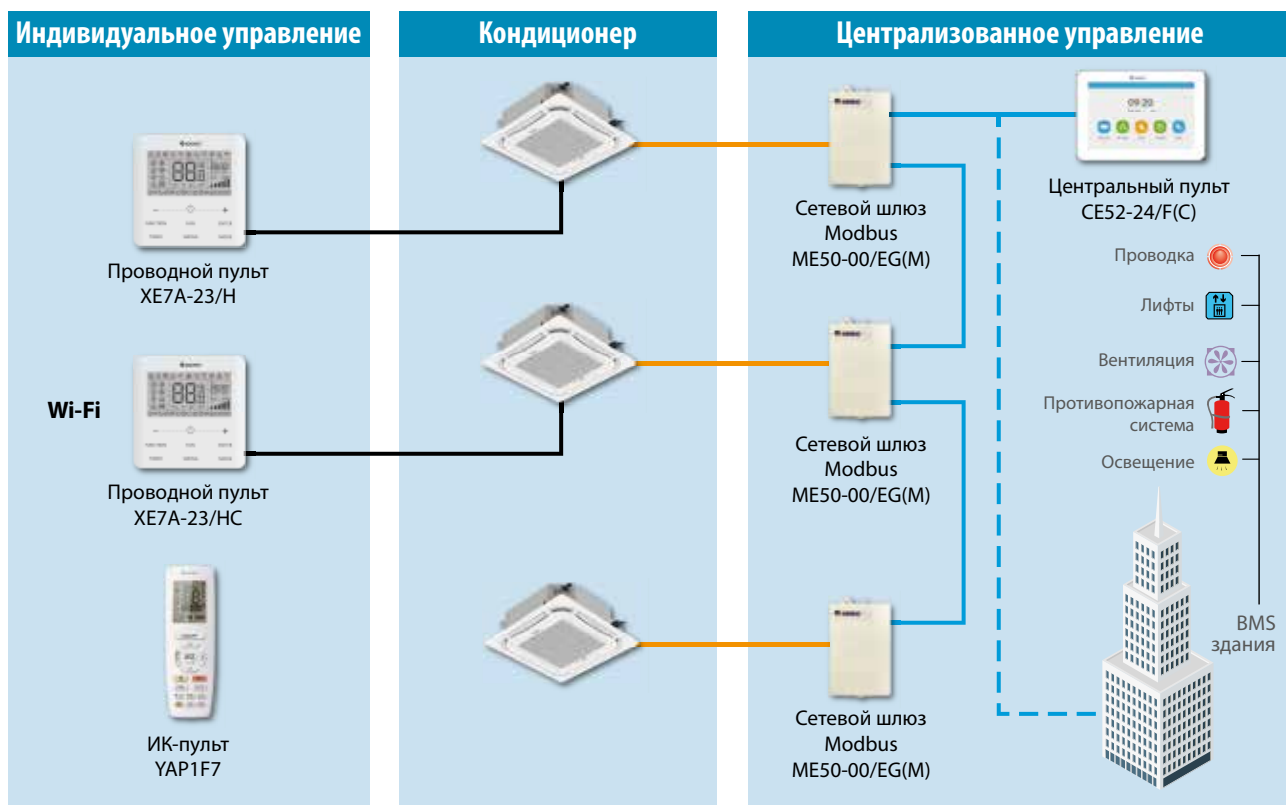 Индивидуальное управление
Кондиционер
Централизованное управление
Проводной пульт
XE7A-23/H
Wi-Fi
Проводной пульт
XE7A-23/HC
ИК-пульт
YAP1F7
Сетевой шлюз
Modbus
ME50-00/EG(M)
Сетевой шлюз
Modbus
ME50-00/EG(M)
Сетевой шлюз
Modbus
ME50-00/EG(M)
09:20
Центральный пульт
CE52-24/F(C)
Проводка
Лифты
Вентиляция
Противопожарная
система
Освещение
BMS
здания